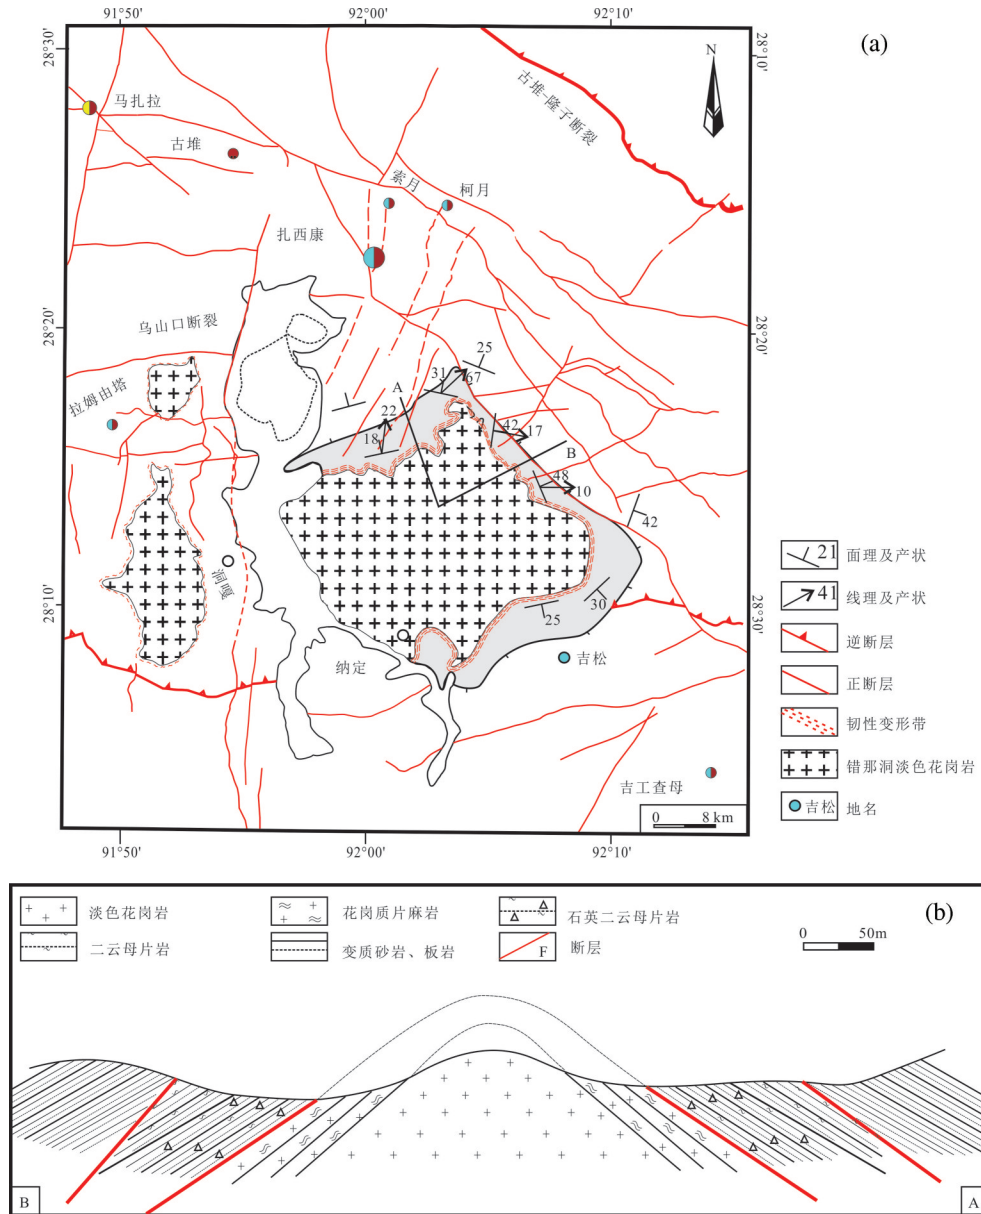 91°50′ 92°00′ 92°10′
(a)
28°30′
28°10′
N
马扎拉
古堆-隆子断裂
古堆
索月
柯月
扎西康
28°20′
28°20′
乌山口断裂
25
31
67
A
拉姆由塔
22
18
42
17
B
48
10
42
洞嘎
28°10′
30
25
28°30′
纳定
吉松
吉工查母
0 8 km
21 面理及产状
41 线理及产状
逆断层
正断层
韧性变形带
错那洞淡色花岗岩
吉松 地名
91°50′ 92°00′ 92°10′
(b)
淡色花岗岩 花岗质片麻岩 石英二云母片岩
二云母片岩 变质砂岩、板岩 F 断层
0 50m
B A